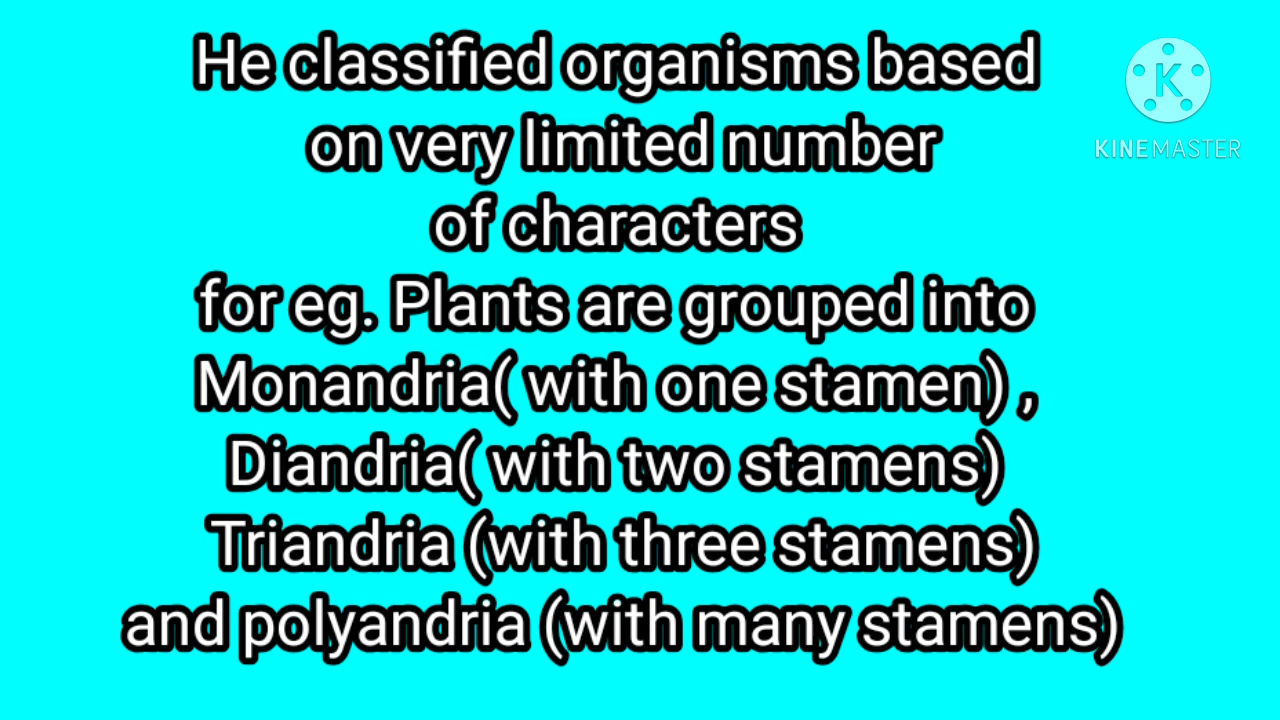 He classified organisms based
on very limited number
of characters
for eg. Plants are grouped into
Monandria( with one stamen) ,
Diandria( with two stamens)
Triandria (with three stamens)
and polyandria (with many stamens)
K
KINEMASTER